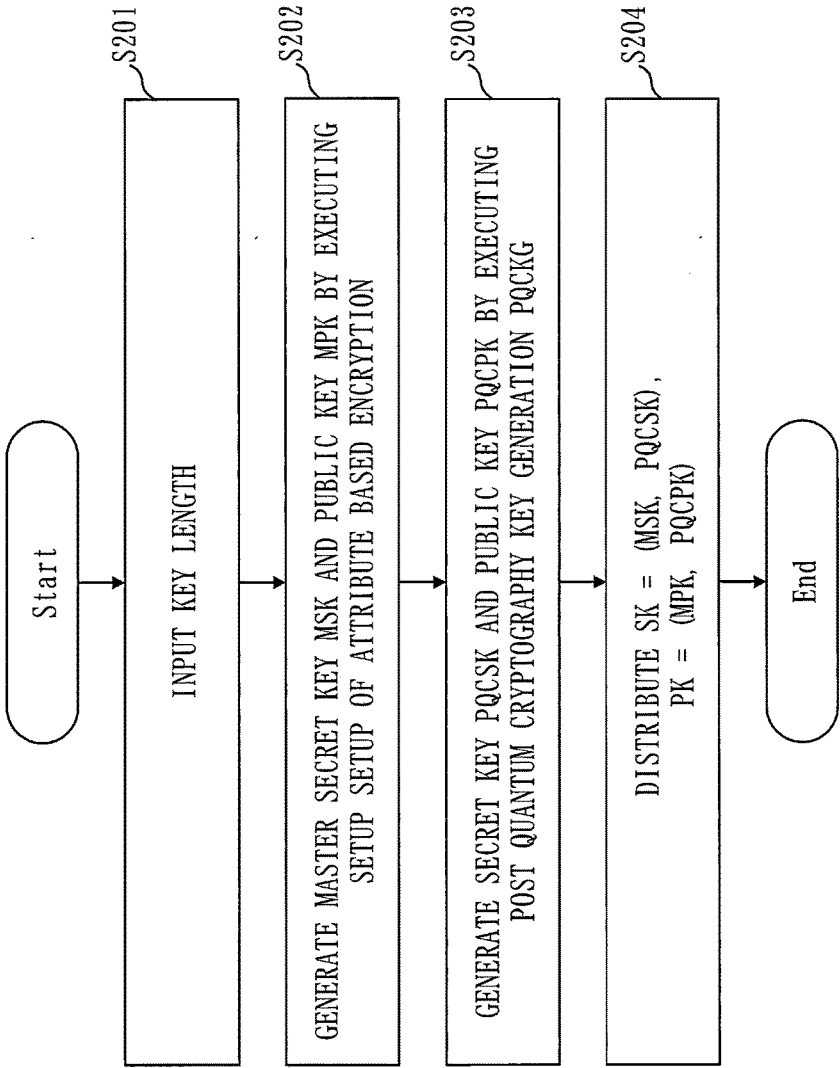 Start
S201
INPUT KEY LENGTH
S202
GENERATE MASTER SECRET KEY MSK AND PUBLIC KEY MPK BY EXECUTING
SETUP SETUP OF ATTRIBUTE BASED ENCRYPTION
S203
GENERATE SECRET KEY PQCSK AND PUBLIC KEY PQCPK BY EXECUTING
POST QUANTUM CRYPTOGRAPHY KEY GENERATION PQCKG
S204
DISTRIBUTE SK = (MSK, PQCSK),
PK = (MPK, PQCPK)
End